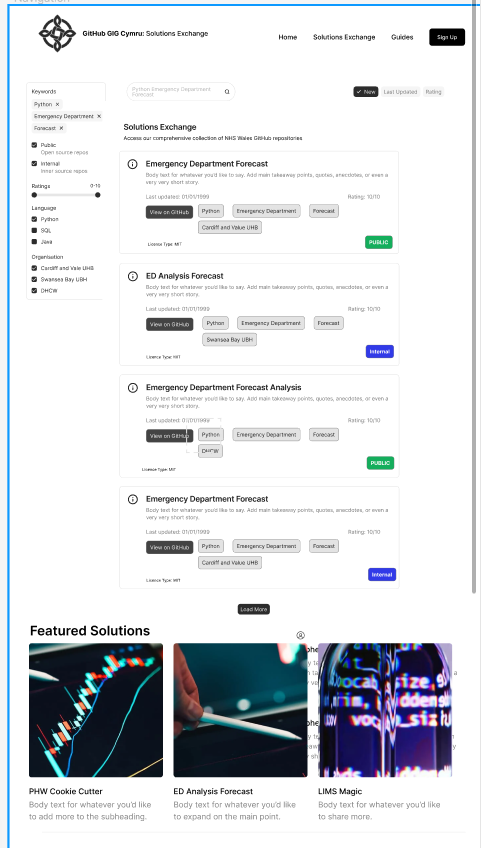 Navigation
GitHub GIG Cymru: Solutions Exchange
Home
Solutions Exchange
Guides
Sign Up
Keywords
Python ×
Emergency Department ×
Forecast ×
Public
Open source repos
Internal
Inner source repos
Ratings 0-10
Language
Python
SQL
Java
Organisation
Cardiff and Vale UHB
Swansea Bay UBH
DHCW
Python-Emergency Department
Forecast
New
Last Updated
Rating
Solutions Exchange
Access our comprehensive collection of NHS Wales GitHub repositories
Emergency Department Forecast
Body text for whatever you'd like to say. Add main takeaway points, quotes, anecdotes, or even a
very very short story.
Last updated: 01/01/1999 Rating: 10/10
View on GitHub
Python
Emergency Department
Forecast
Cardiff and Value UHB
Licence Type: MIT
PUBLIC
ED Analysis Forecast
Body text for whatever you'd like to say. Add main takeaway points, quotes, anecdotes, or even a
very very short story.
Last updated: 01/01/1999 Rating: 10/10
View on GitHub
Python
Emergency Department
Forecast
Swansea Bay UBH
Licence Type: MIT
Internal
Emergency Department Forecast Analysis
Body text for whatever you'd like to say. Add main takeaway points, quotes, anecdotes, or even a
very very short story.
Last updated: 01/01/1999 Rating: 10/10
View on GitHub
Python
Emergency Department
Forecast
DHCW
Licence Type: MIT
PUBLIC
Emergency Department Forecast
Body text for whatever you'd like to say. Add main takeaway points, quotes, anecdotes, or even a
very very short story.
Last updated: 01/01/1999 Rating: 10/10
View on GitHub
Python
Emergency Department
Forecast
Cardiff and Value UHB
Licence Type: MIT
Internal
Load More
Featured Solutions
PHW Cookie Cutter
Body text for whatever you'd like
to add more to the subheading.
ED Analysis Forecast
Body text for whatever you'd like
to expand on the main point.
LIMS Magic
Body text for whatever you'd like
to share more.